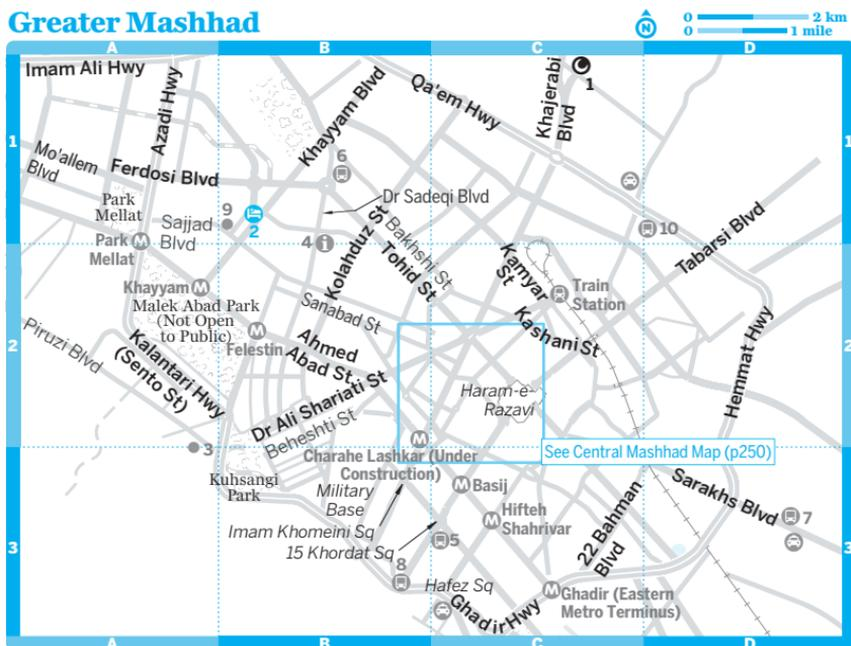 Greater Mashhad
N
0 2 km
0 1 mile
A B C D
Imam Ali Hwy
Azadi Hwy
Khayyam Blvd
Qa'em Hwy
Khajerabi
Blvd
1
1
1
Mo'allem
Blvd
Ferdosi Blvd
6
Dr Sadeqi Blvd
Park
Mellat
9
Sajjad
Blvd
2
10
Tabarsi Blvd
Park
Mellat
M
4
i
Kolahduz St
Bakhshi St
Tohid St
Kamyar
St
Train
Station
Khayyam M
Malek Abad Park
(Not Open
to Public)
Sanabad St
Kashani St
2
2
Piruzi Blvd
M
Felestin
Ahmed
Abad St
Kalantari Hwy
(Sento St)
Hemmat Hwy
Dr Ali Shariati St
Haram-e-
Razavi
Beheshti St
M
3
Charahe Lashkar (Under
Construction)
See Central Mashhad Map (p250)
Kuhsangi
Park
Military
Base
M Basij
Sarakhs Blvd
7
Imam Khomeini Sq
M
Hifteh
Shahrivar
22 Bahman
Blvd
3
3
15 Khordat Sq
5
8
Hafez Sq
M Ghadir (Eastern
Metro Terminus)
Ghadir Hwy
A B C D